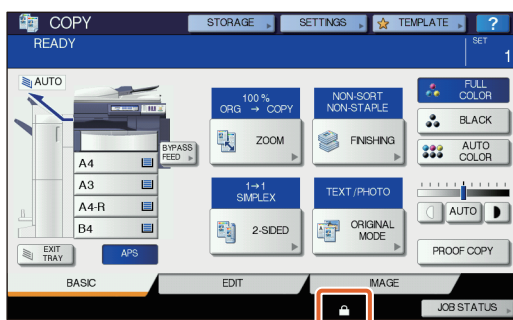 COPY
STORAGE
SETTINGS
TEMPLATE
?
READY
SET
1
AUTO
100 %
ORG → COPY
ZOOM
NON-SORT
NON-STAPLE
FINISHING
FULL
COLOR
BLACK
AUTO
COLOR
BYPASS
FEED
A4
A3
A4-R
B4
1→1
SIMPLEX
2-SIDED
TEXT/PHOTO
ORIGINAL
MODE
AUTO
EXIT
TRAY
APS
PROOF COPY
BASIC
EDIT
IMAGE
JOB STATUS